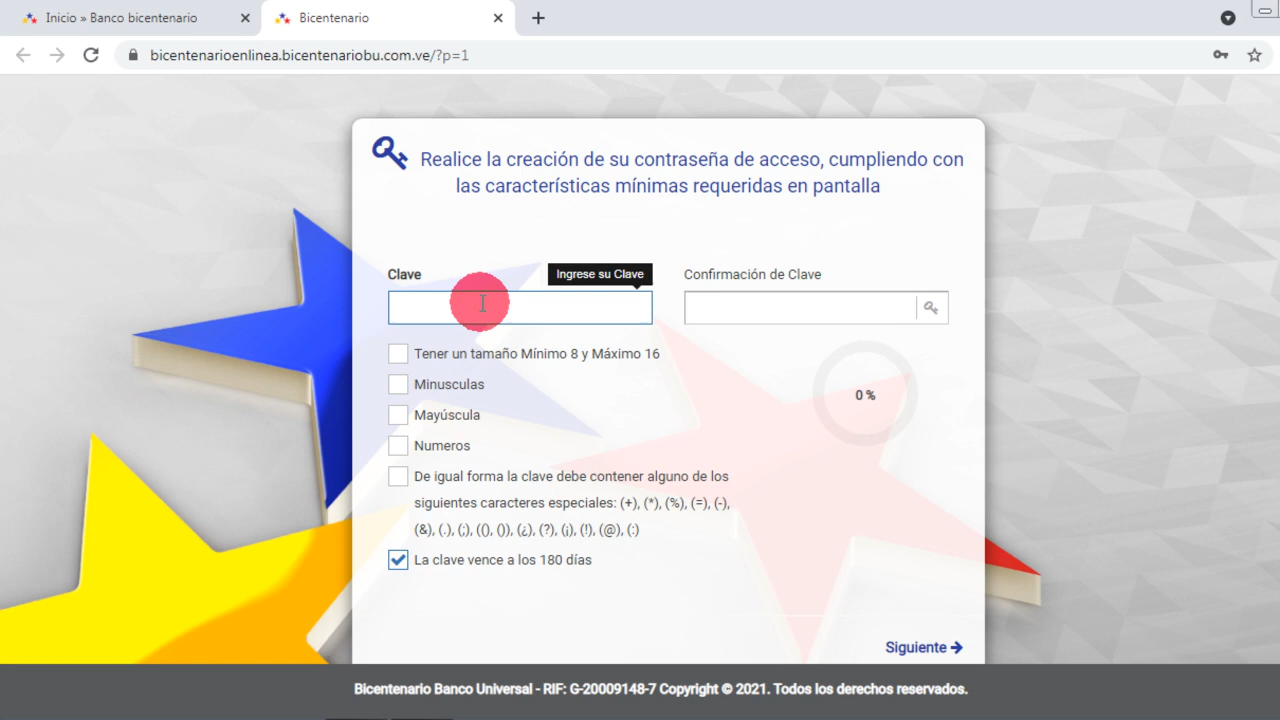 Inicio » Banco bicentenario
Bicentenario
bicentenarioenlinea.bicentenariobu.com.ve/?p=1
Realice la creación de su contraseña de acceso, cumpliendo con
las características mínimas requeridas en pantalla
Clave
Ingrese su Clave
Confirmación de Clave
Tener un tamaño Mínimo 8 y Máximo 16
Minusculas
0 %
Mayúscula
Numeros
De igual forma la clave debe contener alguno de los
siguientes caracteres especiales: (+), (*), (%), (=), (-),
(&), (.), (;), ((), ()), (¿), (?), (¡), (!), (@), (:)
La clave vence a los 180 días
Siguiente
Bicentenario Banco Universal - RIF: G-20009148-7 Copyright © 2021. Todos los derechos reservados.